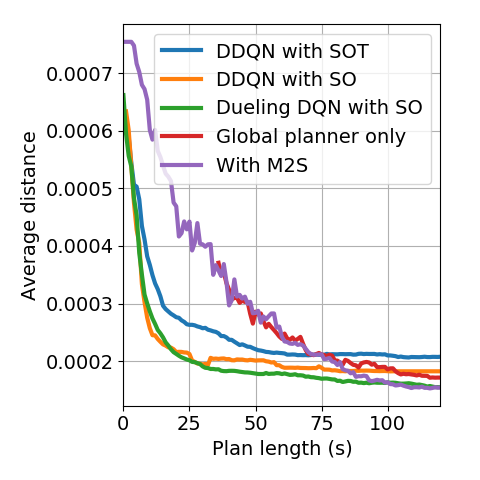 DDQN with SOT
DDQN with SO
Dueling DQN with SO
Global planner only
With M2S
Average distance
0.0007
0.0006
0.0005
0.0004
0.0003
0.0002
0 25 50 75 100
Plan length (s)